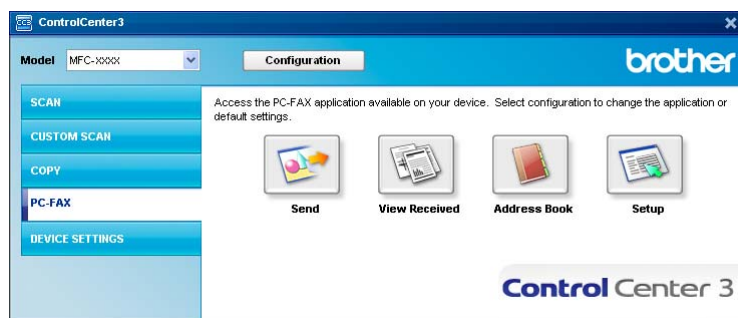 ControlCenter3
Model MFC-XXXX Configuration brother
SCAN
CUSTOM SCAN
COPY
PC-FAX
DEVICE SETTINGS
Access the PC-FAX application available on your device. Select configuration to change the application or
default settings.
Send View Received Address Book Setup
Control Center 3